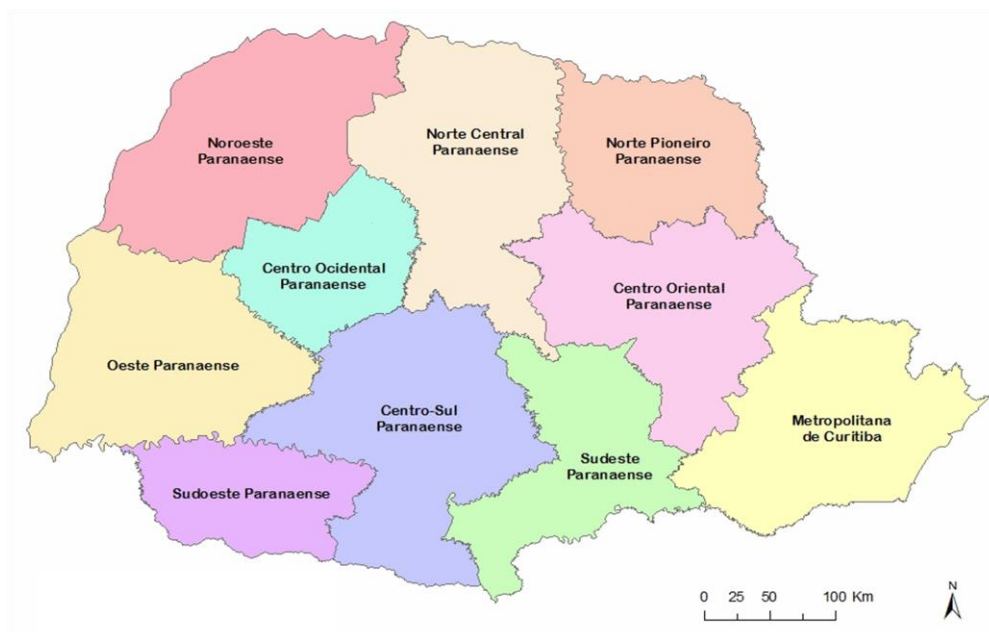 Noroeste
Paranaense
Norte Central
Paranaense
Norte Pioneiro
Paranaense
Centro Ocidental
Paranaense
Centro Oriental
Paranaense
Oeste Paranaense
Centro-Sul
Paranaense
Metropolitana
de Curitiba
Sudeste
Paranaense
Sudoeste Paranaense
N
0 25 50 100 Km